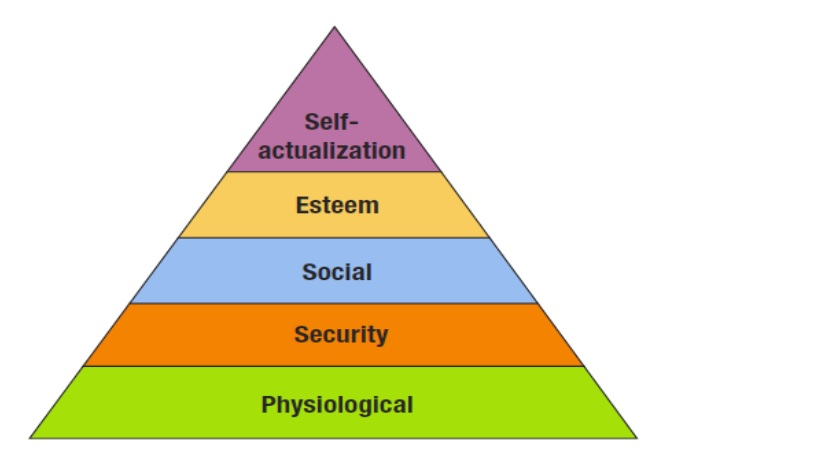 Self-
actualization
Esteem
Social
Security
Physiological